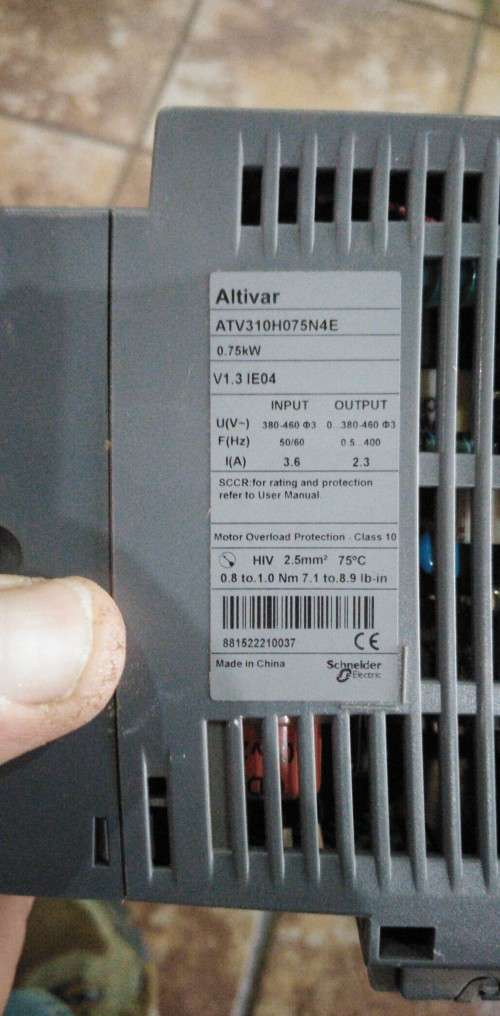 Altivar
ATV310H075N4E
0.75kW
V1.3 IE04
INPUT OUTPUT
U(V~) 380-460 Φ3 0...380-460 Φ3
F(Hz) 50/60 0.5...400
I(A) 3.6 2.3
SCCR:for rating and protection
refer to User Manual.
Motor Overload Protection - Class 10
HIV 2.5mm² 75°C
0.8 to.1.0 Nm 7.1 to.8.9 lb-in
881522210037 CE
Made in China Schneider
Electric